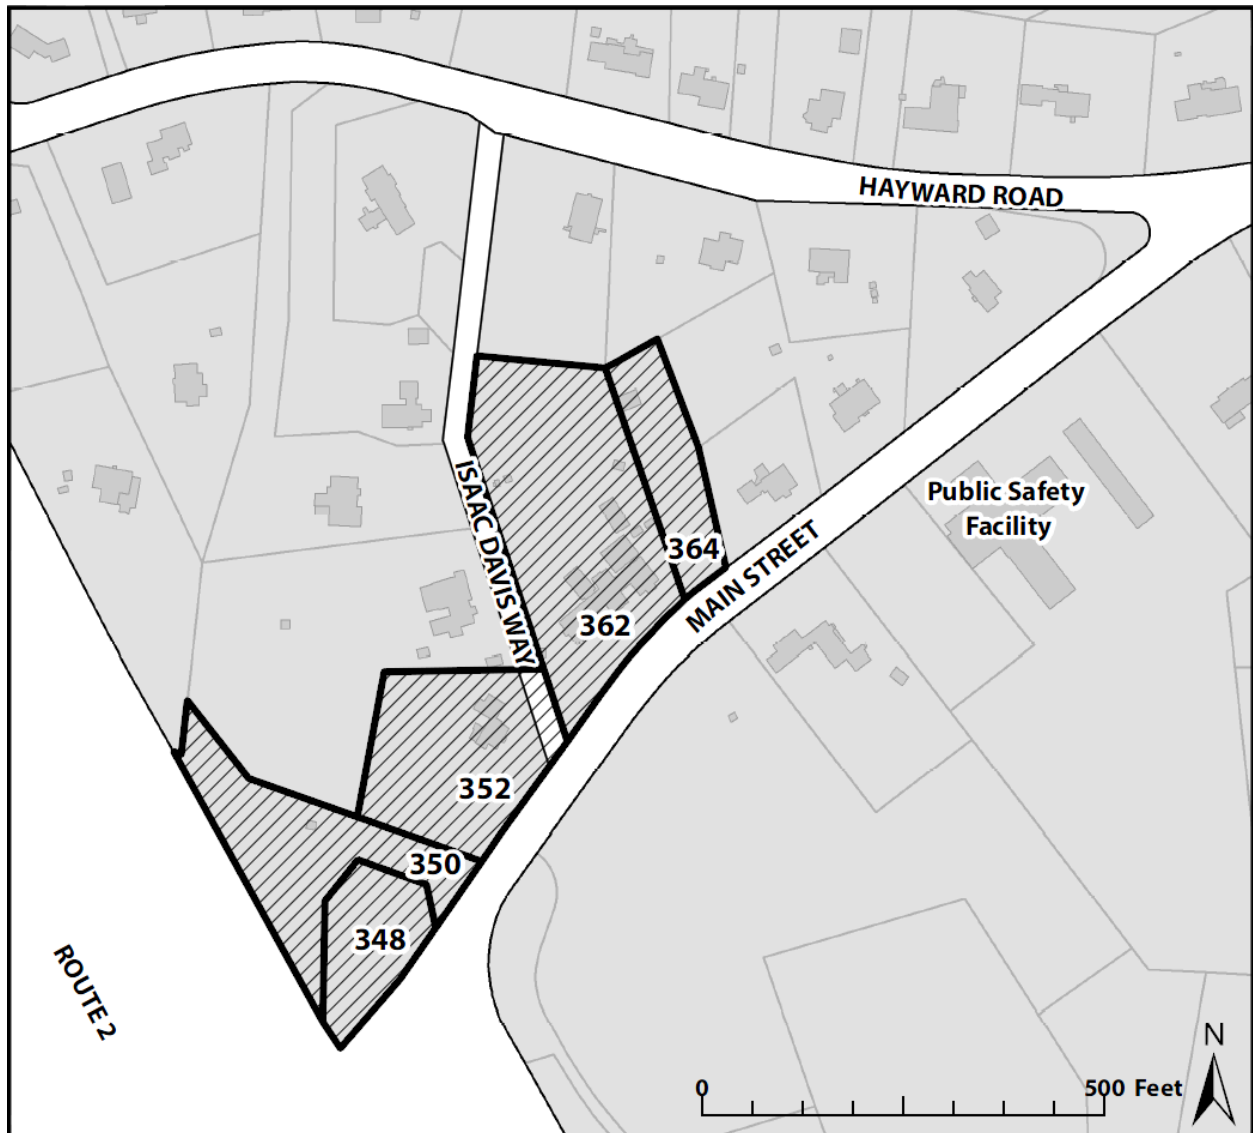 HAYWARD ROAD
ISAAC DAVIS WAY
Public Safety
Facility
364
MAIN STREET
362
352
350
348
ROUTE 2
N
0 500 Feet